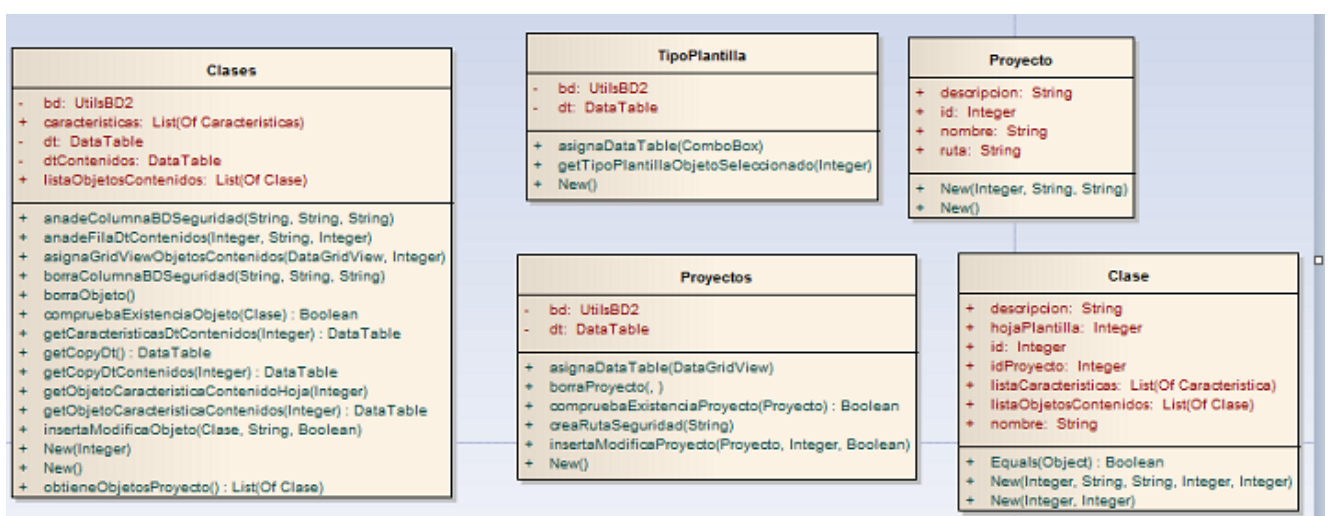 Clases
- bd: UtilsBD2
+ caracteristicas: List(Of Caracteristicas)
- dt: DataTable
- dtContenidos: DataTable
+ listaObjetosContenidos: List(Of Clase)
+ anadeColumnaBDSeguridad(String, String, String)
+ anadeFilaDtContenidos(Integer, String, Integer)
+ asignaGridViewObjetosContenidos(DataGridView, Integer)
+ borraColumnaBDSeguridad(String, String, String)
+ borraObjeto()
+ compruebaExistenciaObjeto(Clase) : Boolean
+ getCaracteristicasDtContenidos(Integer) : DataTable
+ getCopyDt() : DataTable
+ getCopyDtContenidos(Integer) : DataTable
+ getObjetoCaracteristicaContenidoHoja(Integer)
+ getObjetoCaracteristicaContenidos(Integer) : DataTable
+ insertaModificaObjeto(Clase, String, Boolean)
+ New(Integer)
+ New()
+ obtieneObjetosProyecto() : List(Of Clase)
TipoPlantilla
- bd: UtilsBD2
- dt: DataTable
+ asignaDataTable(ComboBox)
+ getTipoPlantillaObjetoSeleccionado(Integer)
+ New()
Proyecto
+ descripcion: String
+ id: Integer
+ nombre: String
+ ruta: String
+ New(Integer, String, String)
+ New()
Proyectos
- bd: UtilsBD2
- dt: DataTable
+ asignaDataTable(DataGridView)
+ borraProyecto(, )
+ compruebaExistenciaProyecto(Proyecto) : Boolean
+ creaRutaSeguridad(String)
+ insertaModificaProyecto(Proyecto, Integer, Boolean)
+ New()
Clase
+ descripcion: String
+ hojaPlantilla: Integer
+ id: Integer
+ idProyecto: Integer
+ listaCaracteristicas: List(Of Caracteristica)
+ listaObjetosContenidos: List(Of Clase)
+ nombre: String
+ Equals(Object) : Boolean
+ New(Integer, String, String, Integer, Integer)
+ New(Integer, Integer)